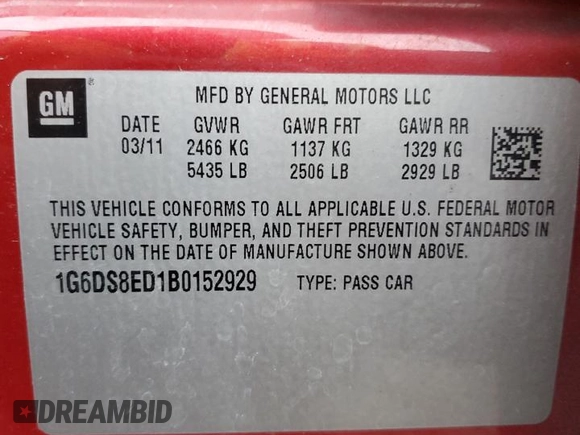 GM ®
MFD BY GENERAL MOTORS LLC
DATE GVWR GAWR FRT GAWR RR
03/11 2466 KG 1137 KG 1329 KG
5435 LB 2506 LB 2929 LB
THIS VEHICLE CONFORMS TO ALL APPLICABLE U.S. FEDERAL MOTOR
VEHICLE SAFETY, BUMPER, AND THEFT PREVENTION STANDARDS IN
EFFECT ON THE DATE OF MANUFACTURE SHOWN ABOVE.
1G6DS8ED1B0152929 TYPE: PASS CAR
DREAMBID